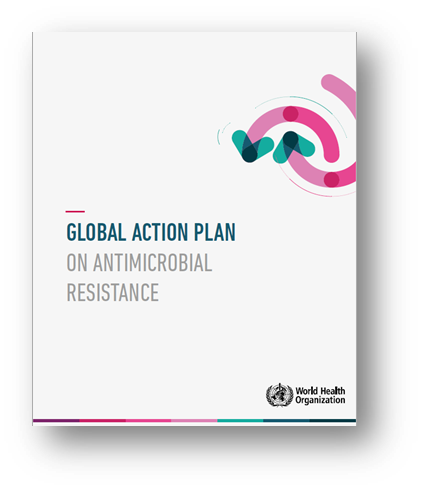 GLOBAL ACTION PLAN
ON ANTIMICROBIAL
RESISTANCE
World Health
Organization